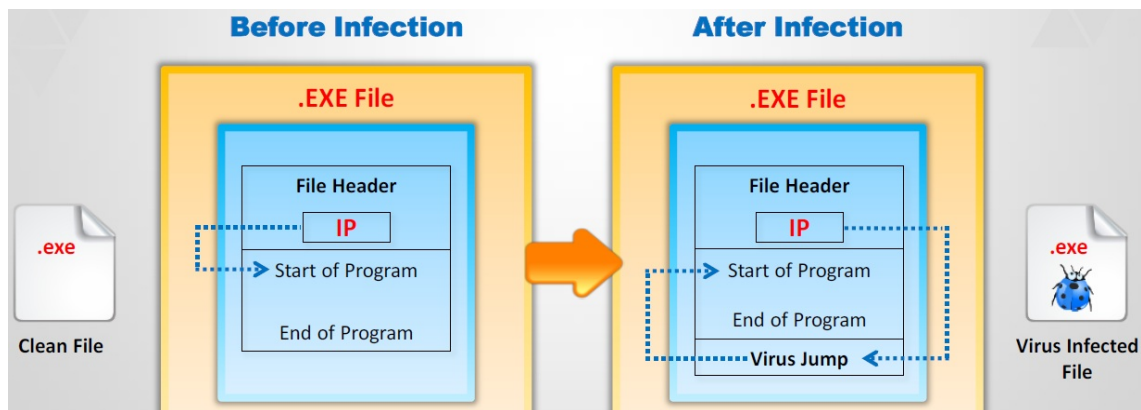 Before Infection
After Infection
.EXE File
.EXE File
File Header
IP
Start of Program
End of Program
File Header
IP
Start of Program
End of Program
Virus Jump
.exe
Clean File
.exe
Virus Infected
File